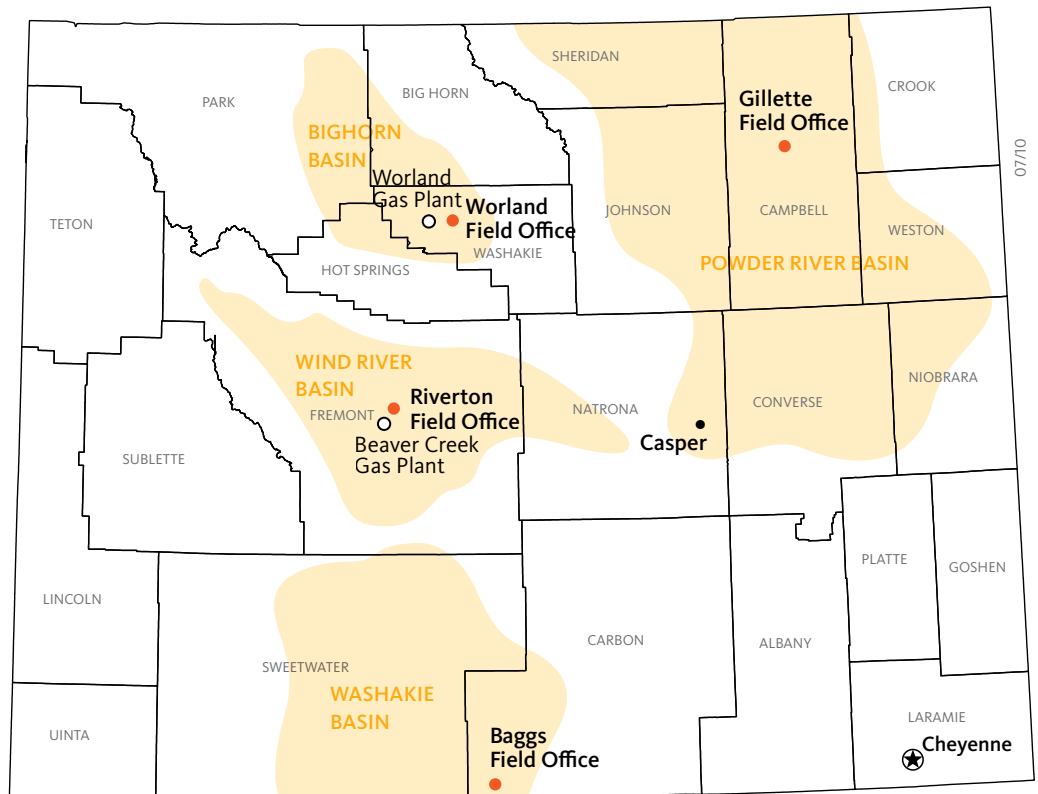 SHERIDAN
CROOK
PARK
BIG HORN
Gillette
Field Office
07/10
BIGHORN
BASIN
Worland
Gas Plant
Worland
Field Office
TETON
JOHNSON
CAMPBELL
WESTON
WASHAKIE
HOT SPRINGS
POWDER RIVER BASIN
WIND RIVER
BASIN
FREMONT
Riverton
Field Office
Beaver Creek
Gas Plant
NATRONA
Casper
CONVERSE
NIOBRARA
SUBLETTE
PLATTE
GOSHEN
LINCOLN
CARBON
ALBANY
SWEETWATER
WASHAKIE
BASIN
UINTA
Baggs
Field Office
LARAMIE
Cheyenne